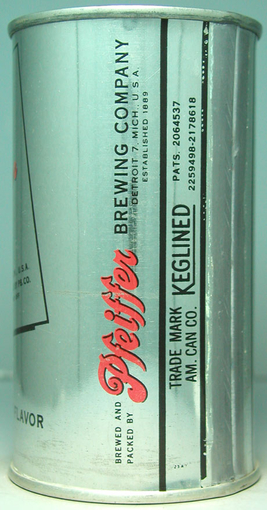 BREWED AND
PACKED BY
Pfeiffer BREWING COMPANY
DETROIT 7, MICH., U.S.A.
ESTABLISHED 1889
TRADE MARK KEGLINED PATS. 2064537
AM. CAN CO. 2259498-2178618
U.S.A.
CO.
FLAVOR